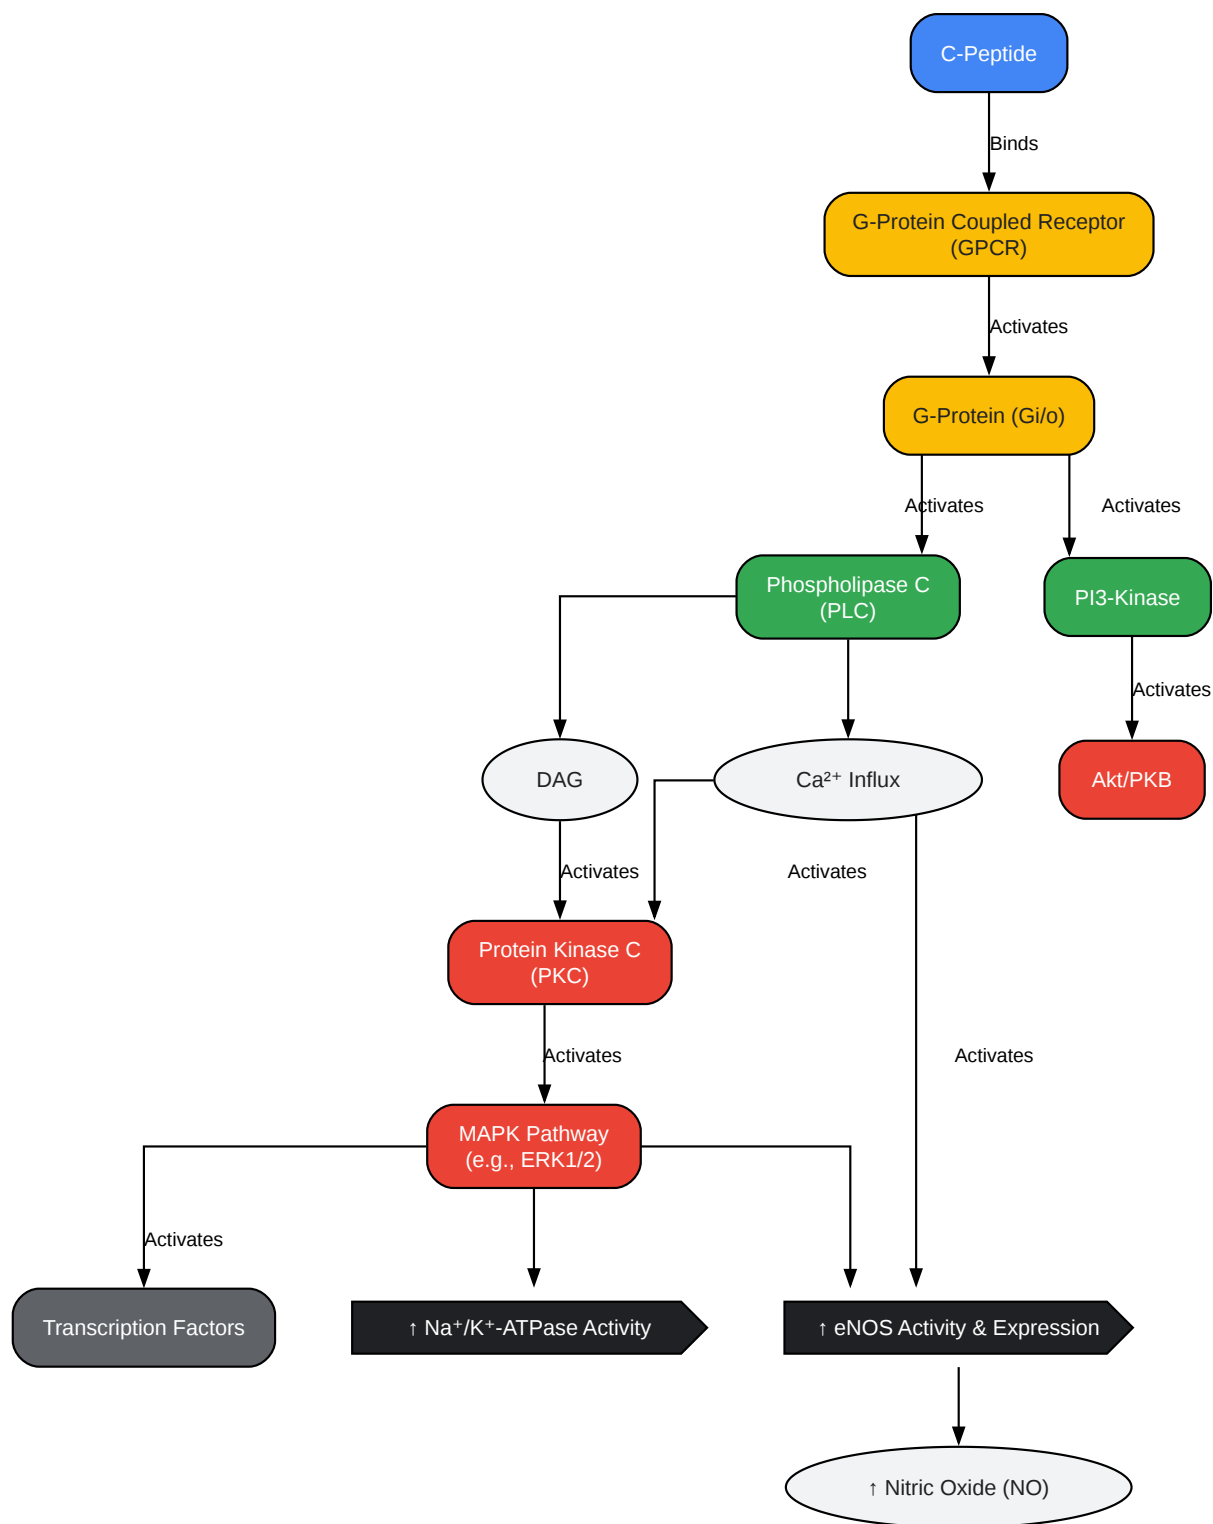 C-Peptide
Binds
G-Protein Coupled Receptor
(GPCR)
Activates
G-Protein (Gi/o)
Activates
Activates
Phospholipase C
(PLC)
PI3-Kinase
Activates
DAG
Ca²⁺ Influx
Akt/PKB
Activates
Activates
Protein Kinase C
(PKC)
Activates
Activates
MAPK Pathway
(e.g., ERK1/2)
Activates
Transcription Factors
↑ Na⁺/K⁺-ATPase Activity
↑ eNOS Activity & Expression
↑ Nitric Oxide (NO)